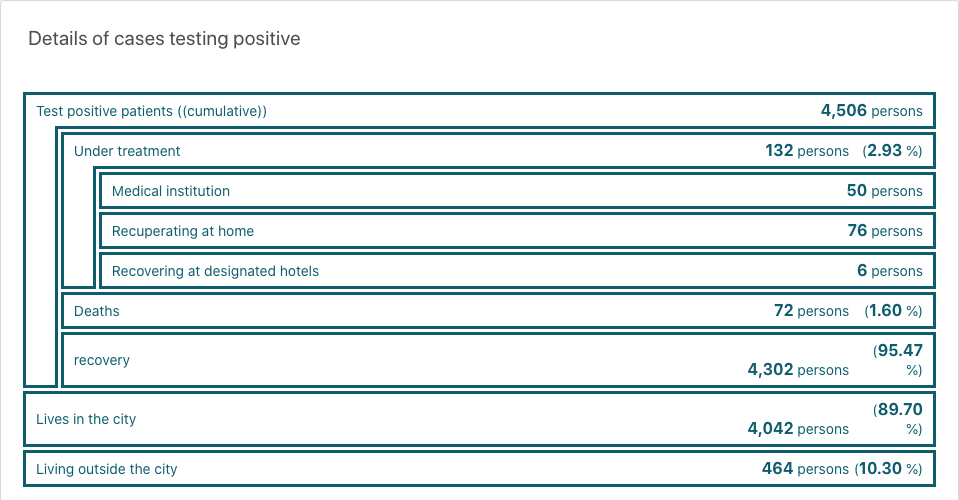 Details of cases testing positive
Test positive patients ((cumulative)) 4,506 persons
Under treatment 132 persons (2.93 %)
Medical institution 50 persons
Recuperating at home 76 persons
Recovering at designated hotels 6 persons
Deaths 72 persons (1.60 %)
recovery 4,302 persons (95.47 %)
Lives in the city 4,042 persons (89.70 %)
Living outside the city 464 persons (10.30 %)